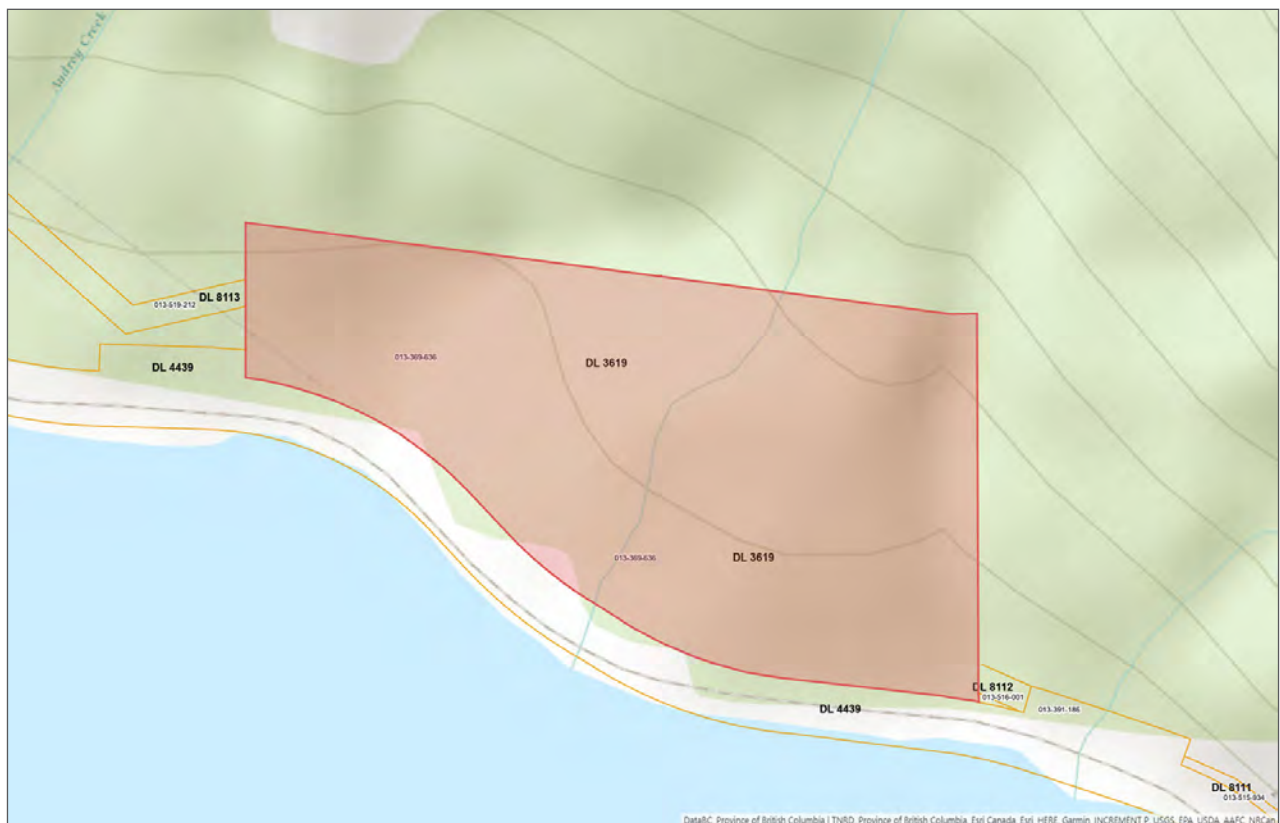 Audrey Creek
DL 8113
013-519-212
DL 4439
013-369-636
DL 3619
013-369-636
DL 3619
DL 8112
013-516-001
013-391-186
DL 4439
DL 8111
013-515-934
DataBC, Province of British Columbia | TNRD, Province of British Columbia, Esri Canada, Esri, HERE, Garmin, INCREMENT P, USGS, EPA, USDA, AAFC, NRCan